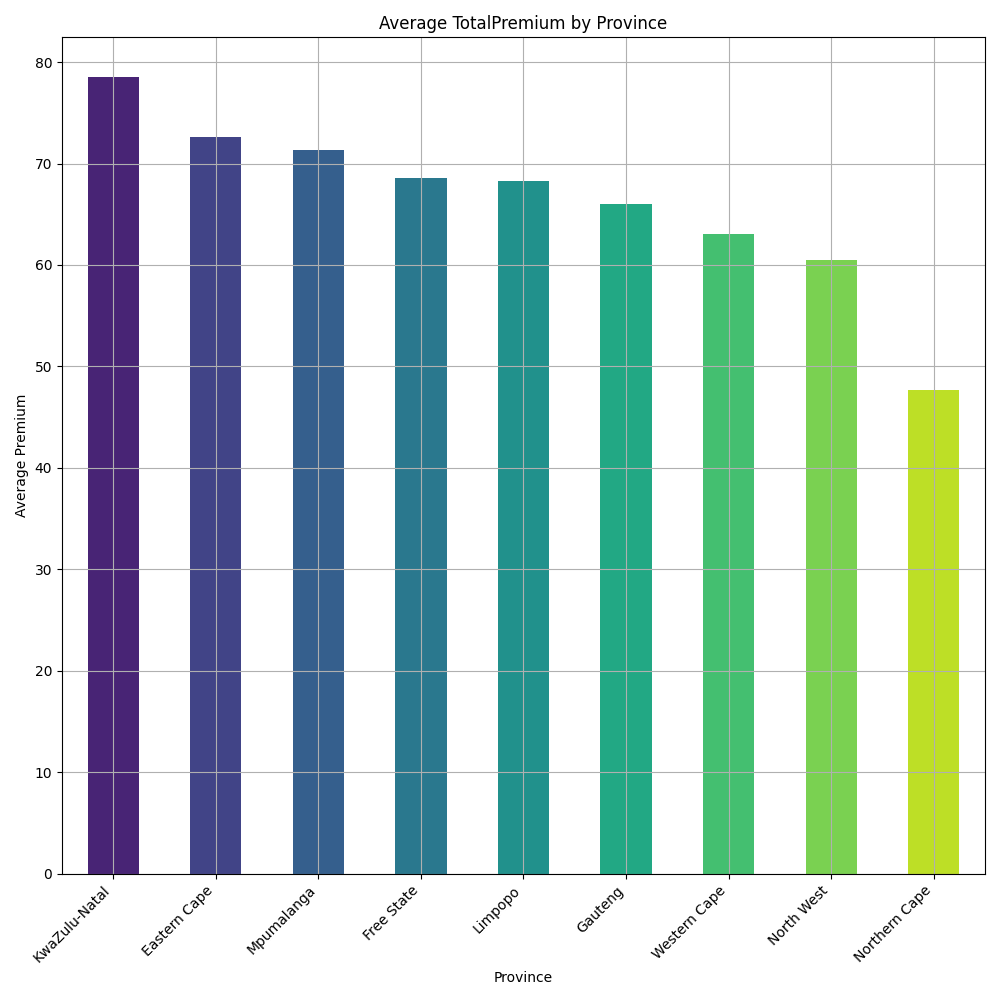 Average TotalPremium by Province
Average Premium
80
70
60
50
40
30
20
10
0
KwaZulu-Natal
Eastern Cape
Mpumalanga
Free State
Limpopo
Gauteng
Western Cape
North West
Northern Cape
Province